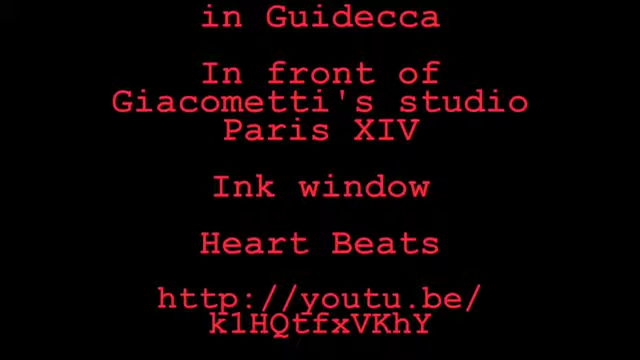 in Guidecca
In front of
Giacometti's studio
Paris XIV
Ink window
Heart Beats
http://youtu.be/
k1HQtfxVKhY